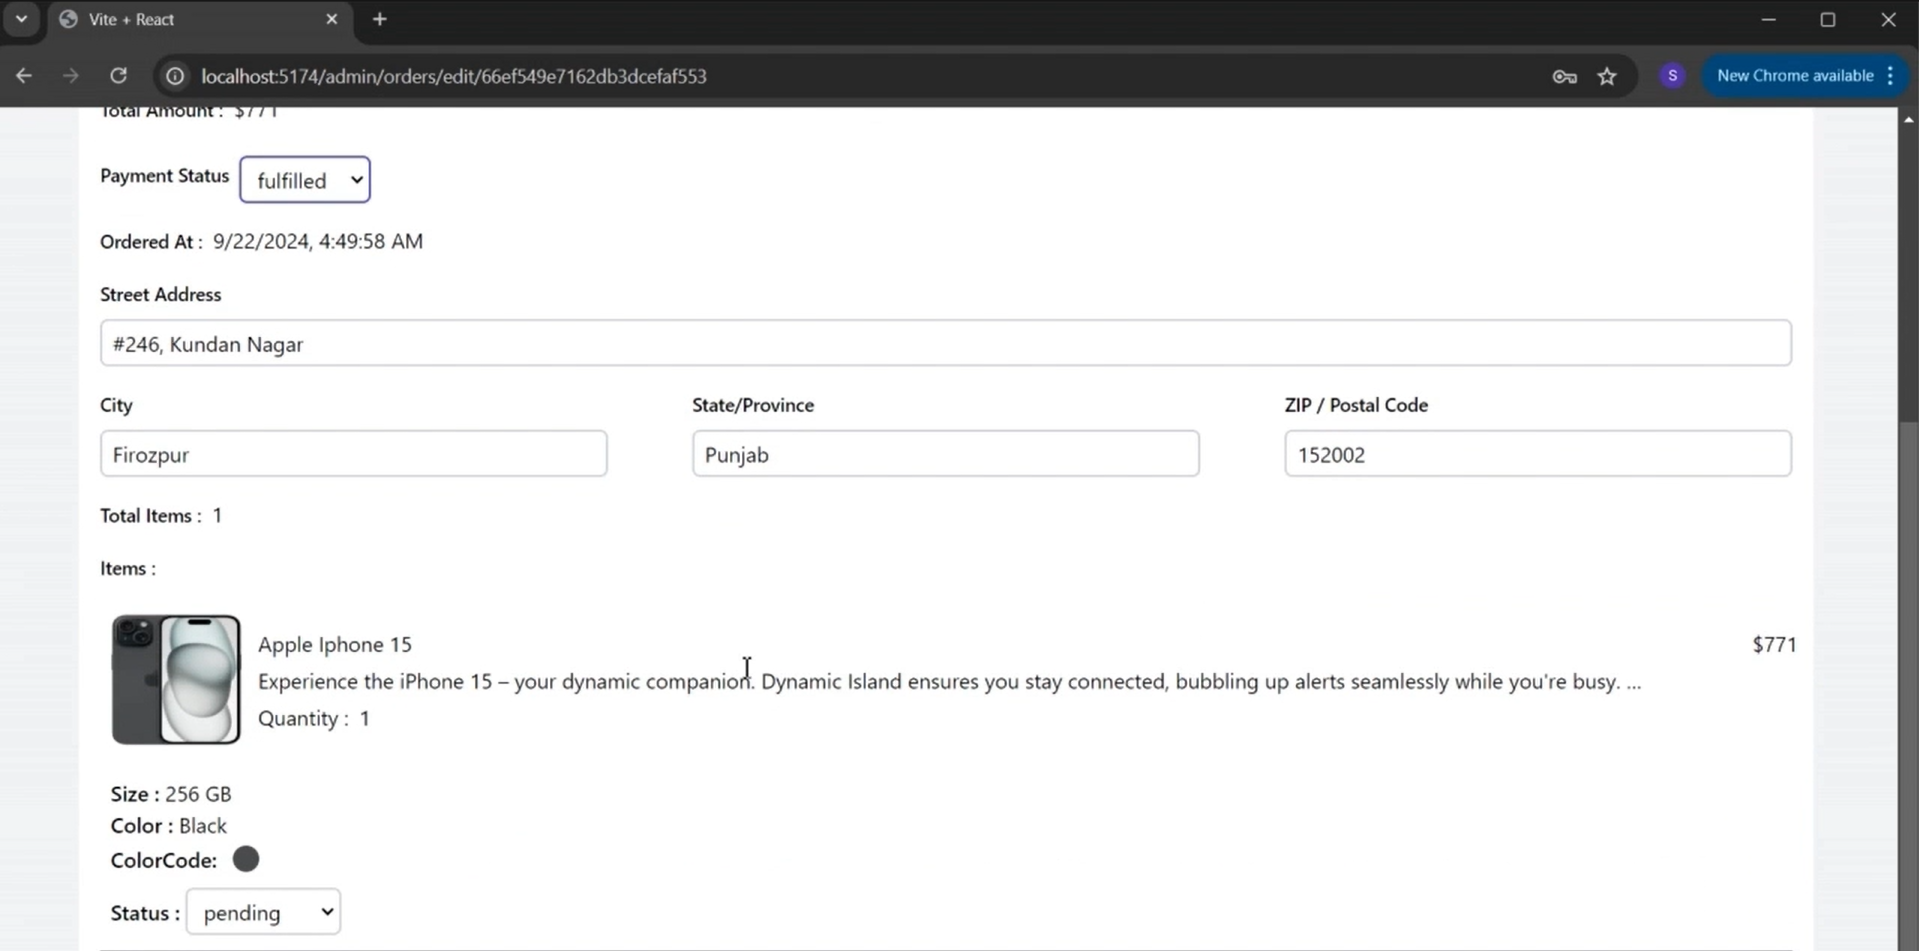 Vite + React
localhost:5174/admin/orders/edit/66ef549e7162db3dcefaf553
S
New Chrome available
Total Amount : $771
Payment Status fulfilled
Ordered At : 9/22/2024, 4:49:58 AM
Street Address
#246, Kundan Nagar
City State/Province ZIP / Postal Code
Firozpur Punjab 152002
Total Items : 1
Items :
Apple Iphone 15 $771
Experience the iPhone 15 – your dynamic companion. Dynamic Island ensures you stay connected, bubbling up alerts seamlessly while you're busy. ...
Quantity : 1
Size : 256 GB
Color : Black
ColorCode:
Status : pending